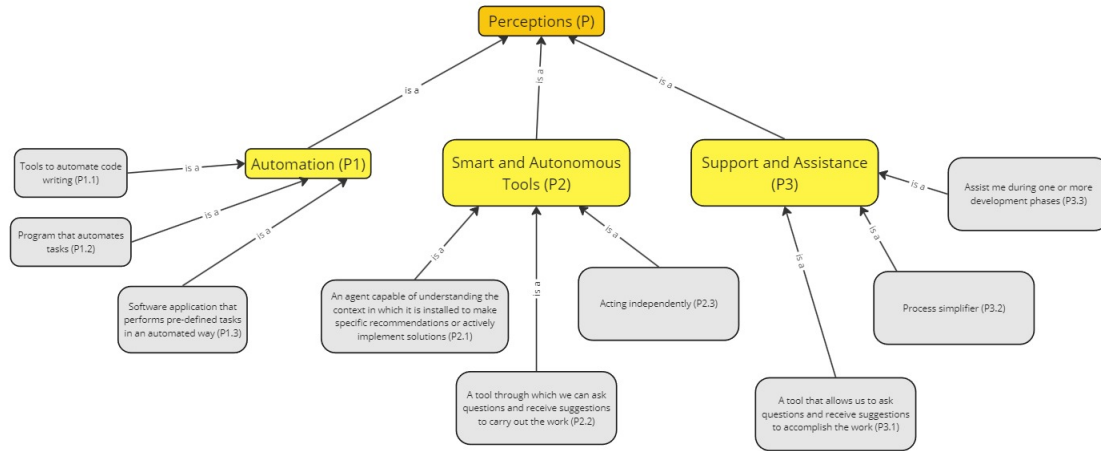 Perceptions (P)
is a
is a
is a
Tools to automate code
writing (P1.1)
is a
Automation (P1)
Smart and Autonomous
Tools (P2)
Support and Assistance
(P3)
is a
Assist me during one or more
development phases (P3.3)
Program that automates
tasks (P1.2)
is a
is a
is a
is a
is a
is a
is a
Software application that
performs pre-defined tasks
in an automated way (P1.3)
An agent capable of understanding the
context in which it is installed to make
specific recommendations or actively
implement solutions (P2.1)
Acting independently (P2.3)
Process simplifier (P3.2)
A tool through which we can ask
questions and receive suggestions
to carry out the work (P2.2)
A tool that allows us to ask
questions and receive suggestions
to accomplish the work (P3.1)